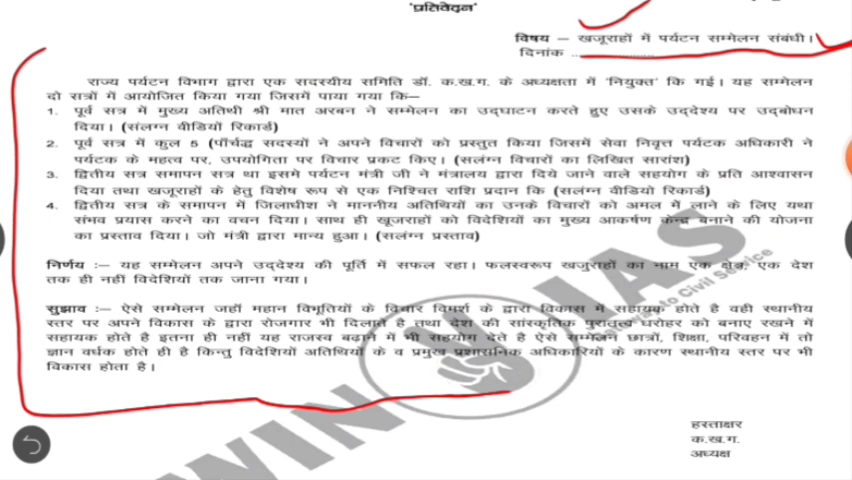 'प्रतिवेदन'
विषय – खजूराहों में पर्यटन सम्मेलन संबंधी।
दिनांक ......................
राज्य पर्यटन विभाग द्वारा एक सदस्यीय समिति डॉ. क.ख.ग. के अध्यक्षता में 'नियुक्त' कि गई। यह सम्मेलन
दो सत्रों में आयोजित किया गया जिसमें पाया गया कि–
1. पूर्व सत्र में मुख्य अतिथी श्री मात अरबन ने सम्मेलन का उद्घाटन करते हुए उसके उद्देश्य पर उद्बोधन
दिया। (संलग्न वीडियों रिकार्ड)
2. पूर्व सत्र में कुल 5 (पाँचद्ध सदस्यों ने अपने विचारों को प्रस्तुत किया जिसमें सेवा निवृत्त पर्यटक अधिकारी ने
पर्यटक के महत्व पर, उपयोगिता पर विचार प्रकट किए। (सलंग्न विचारों का लिखित सारांश)
3. द्वितीय सत्र समापन सत्र था इसमे पर्यटन मंत्री जी ने मंत्रालय द्वारा दिये जाने वाले सहयोग के प्रति आश्वासन
दिया तथा खजूराहों के हेतु विशेष रूप से एक निश्चित राशि प्रदान कि (सलंग्न वीडियों रिकार्ड)
4. द्वितीय सत्र के समापन में जिलाधीश ने माननीय अतिथियों का उनके विचारों को अमल में लाने के लिए यथा
संभव प्रयास करने का वचन दिया। साथ ही खूजराहों को विदेशियों का मुख्य आकर्षण केन्द्र बनाने की योजना
का प्रस्ताव दिया। जो मंत्री द्वारा मान्य हुआ। (सलंग्न प्रस्ताव)
निर्णय :– यह सम्मेलन अपने उद्देश्य की पूर्ति में सफल रहा। फलस्वरूप खजुराहों का नाम एक क्षेत्र, एक देश
तक ही नहीं विदेशियों तक जाना गया।
सुझाव :– ऐसे सम्मेलन जहाँ महान विभूतियों के विचार विमर्श के द्वारा विकास में सहायक होते है वही स्थानीय
स्तर पर अपने विकास के द्वारा रोजगार भी दिलाते है तथा देश की सांस्कृतिक पुरातत्व धरोहर को बनाए रखने में
सहायक होते है इतना ही नहीं यह राजस्व बढाने में भी सहयोग देते है ऐसे सम्मेलन छात्रों, शिक्षा, परिवहन में तो
ज्ञान वर्धक होते ही है किन्तु विदेशियों अतिथियों के व प्रमुख प्रशासनिक अधिकारियों के कारण स्थानीय स्तर पर भी
विकास होता है।
WIN IAS
to Civil Service
हस्ताक्षर
क.ख.ग.
अध्यक्ष